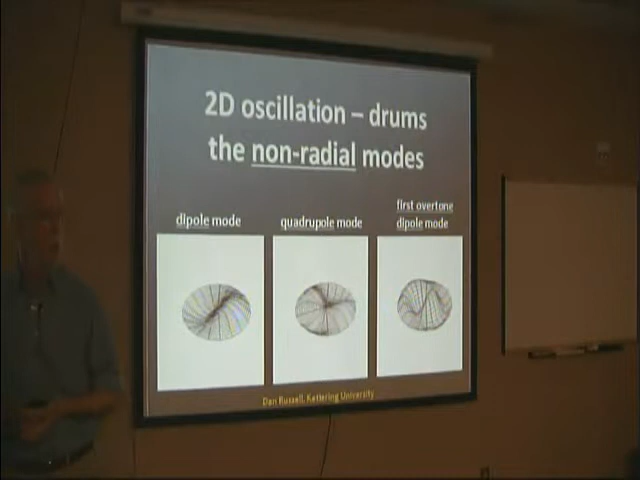 2D oscillation – drums
the non-radial modes
dipole mode
quadrupole mode
first overtone
dipole mode
Dan Russell, Kettering University